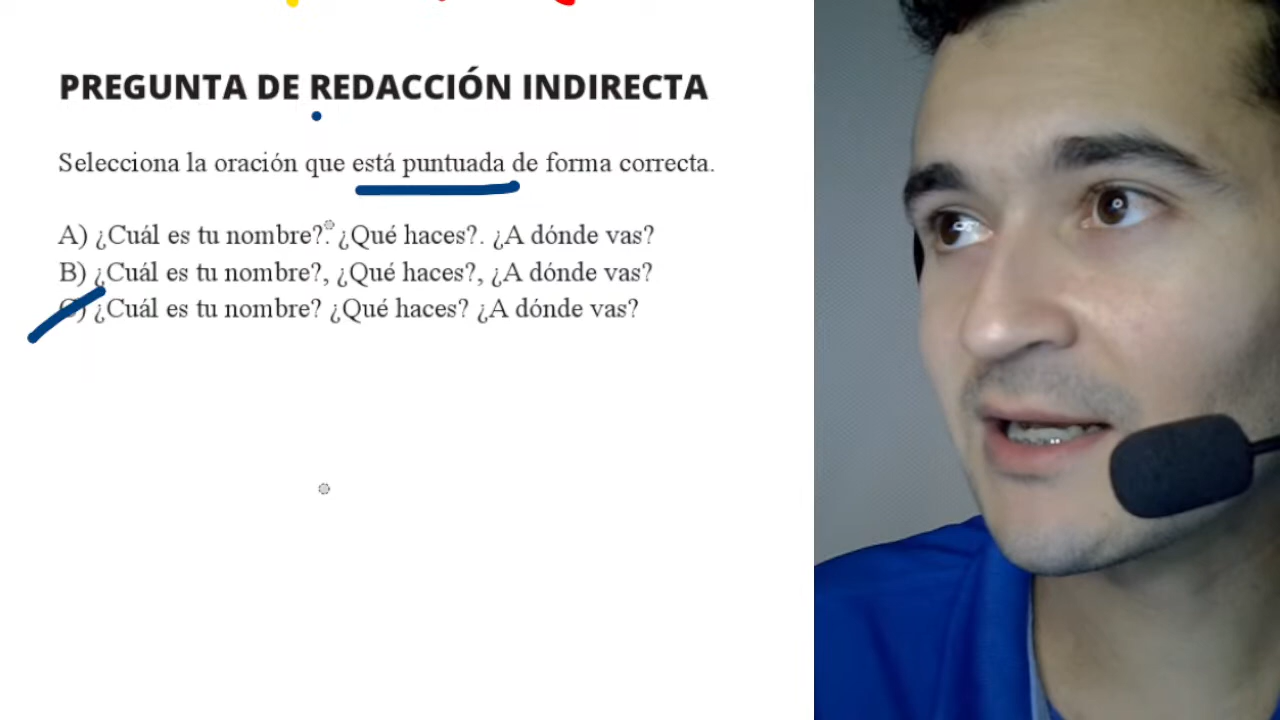 PREGUNTA DE REDACCIÓN INDIRECTA
Selecciona la oración que está puntuada de forma correcta.
A) ¿Cuál es tu nombre?. ¿Qué haces?. ¿A dónde vas?
B) ¿Cuál es tu nombre?, ¿Qué haces?, ¿A dónde vas?
C) ¿Cuál es tu nombre? ¿Qué haces? ¿A dónde vas?